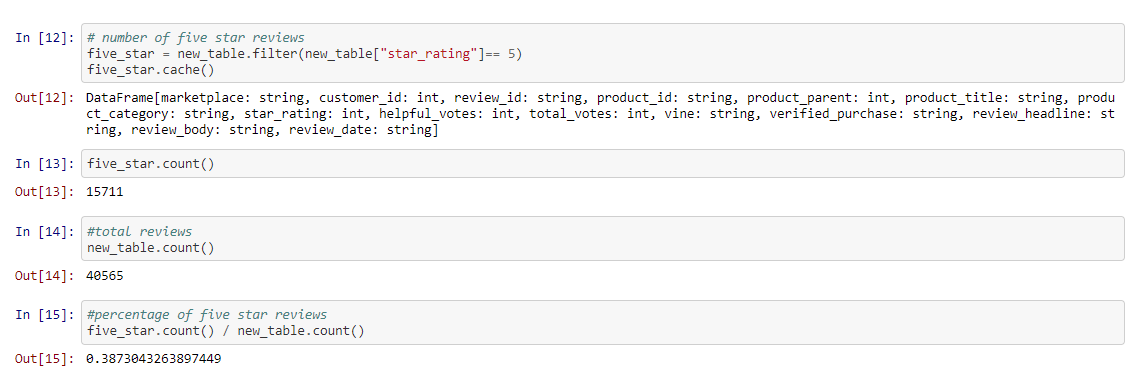 In [12]: # number of five star reviews
five_star = new_table.filter(new_table["star_rating"]== 5)
five_star.cache()
Out[12]: DataFrame[marketplace: string, customer_id: int, review_id: string, product_id: string, product_parent: int, product_title: string, produ
ct_category: string, star_rating: int, helpful_votes: int, total_votes: int, vine: string, verified_purchase: string, review_headline: st
ring, review_body: string, review_date: string]
In [13]: five_star.count()
Out[13]: 15711
In [14]: #total reviews
new_table.count()
Out[14]: 40565
In [15]: #percentage of five star reviews
five_star.count() / new_table.count()
Out[15]: 0.3873043263897449